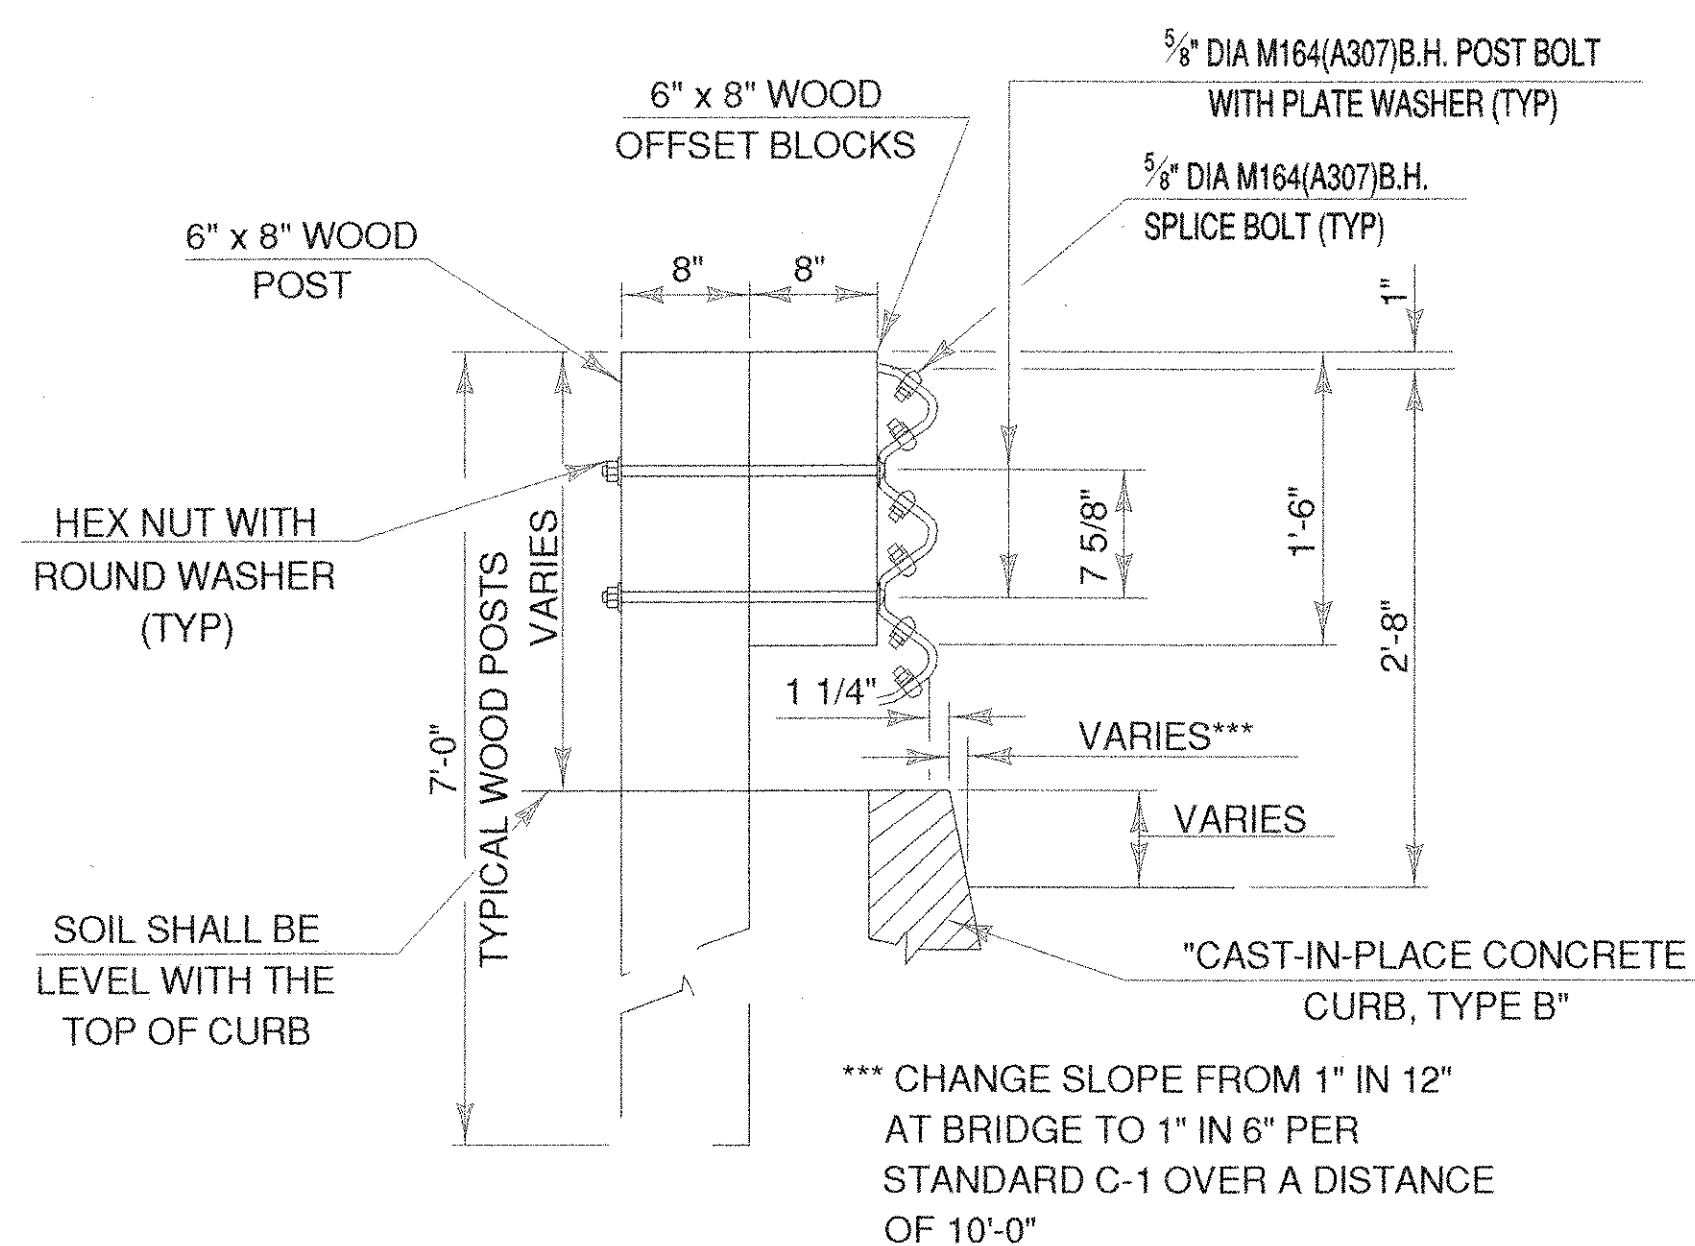 5/8" DIA M164(A307)B.H. POST BOLT
WITH PLATE WASHER (TYP)
6" x 8" WOOD
OFFSET BLOCKS
5/8" DIA M164(A307)B.H.
SPLICE BOLT (TYP)
6" x 8" WOOD
POST
8"
8"
1"
HEX NUT WITH
ROUND WASHER
(TYP)
7'-0"
TYPICAL WOOD POSTS
VARIES
7 5/8"
1'-6"
2'-8"
1 1/4"
VARIES***
VARIES
SOIL SHALL BE
LEVEL WITH THE
TOP OF CURB
"CAST-IN-PLACE CONCRETE
CURB, TYPE B"
*** CHANGE SLOPE FROM 1" IN 12"
AT BRIDGE TO 1" IN 6" PER
STANDARD C-1 OVER A DISTANCE
OF 10'-0"